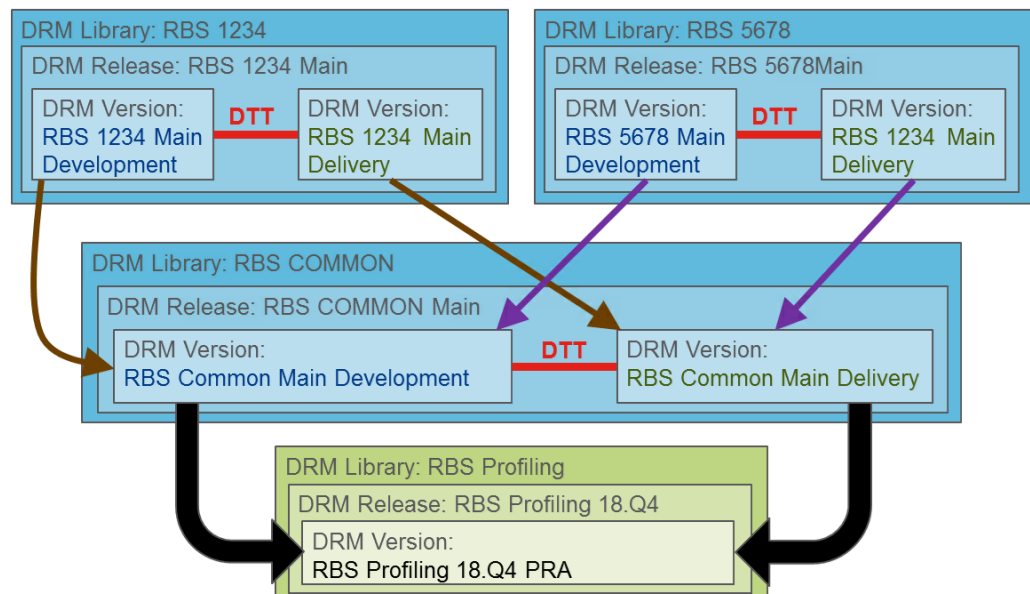 DRM Library: RBS 1234
DRM Release: RBS 1234 Main
DRM Version:
RBS 1234 Main
Development
DTT
DRM Version:
RBS 1234 Main
Delivery
DRM Library: RBS 5678
DRM Release: RBS 5678Main
DRM Version:
RBS 5678 Main
Development
DTT
DRM Version:
RBS 1234 Main
Delivery
DRM Library: RBS COMMON
DRM Release: RBS COMMON Main
DRM Version:
RBS Common Main Development
DTT
DRM Version:
RBS Common Main Delivery
DRM Library: RBS Profiling
DRM Release: RBS Profiling 18.Q4
DRM Version:
RBS Profiling 18.Q4 PRA